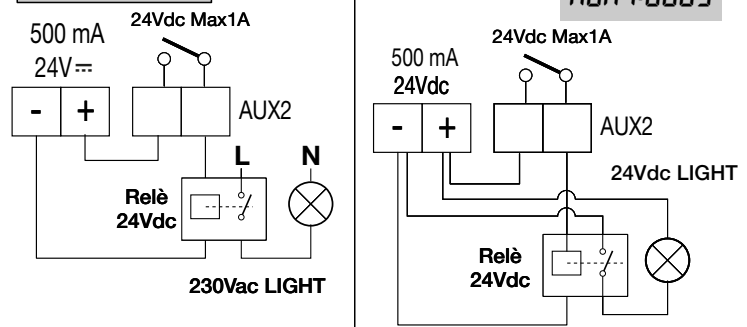 24Vdc Max1A
500 mA
24V
- +
AUX2
L N
Relè
24Vdc
230Vac LIGHT
24Vdc Max1A
500 mA
24Vdc
- +
AUX2
24Vdc LIGHT
Relè
24Vdc